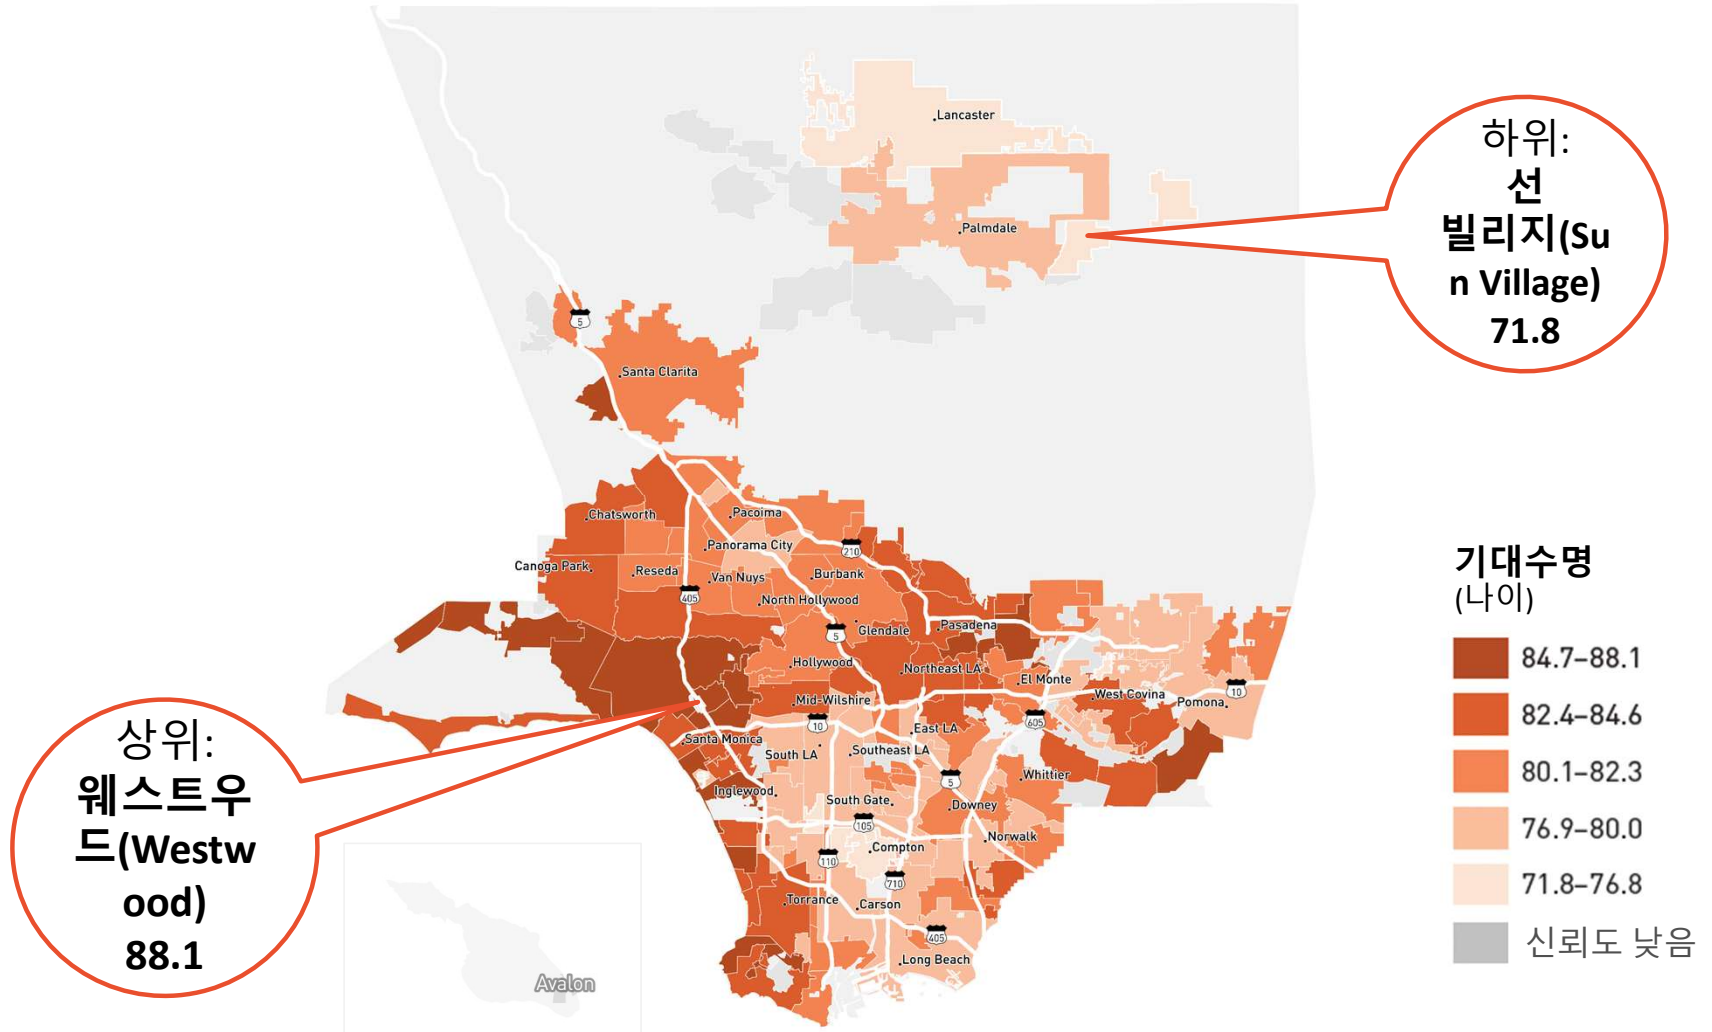 Lancaster
하위:
선
빌리지(Su
n Village)
71.8
Palmdale
5
Santa Clarita
Chatsworth
Pacoima
Panorama City
210
Canoga Park
Reseda
Van Nuys
Burbank
405
North Hollywood
5
Glendale
Pasadena
Hollywood
Northeast LA
El Monte
West Covina
10
Mid-Wilshire
Pomona
10
605
East LA
Santa Monica
South LA
Southeast LA
5
Whittier
Inglewood
South Gate
Downey
105
Norwalk
110
Compton
710
Torrance
Carson
405
Long Beach
Avalon
상위:
웨스트우
드(Westw
ood)
88.1
기대수명
(나이)
84.7–88.1
82.4–84.6
80.1–82.3
76.9–80.0
71.8–76.8
신뢰도 낮음